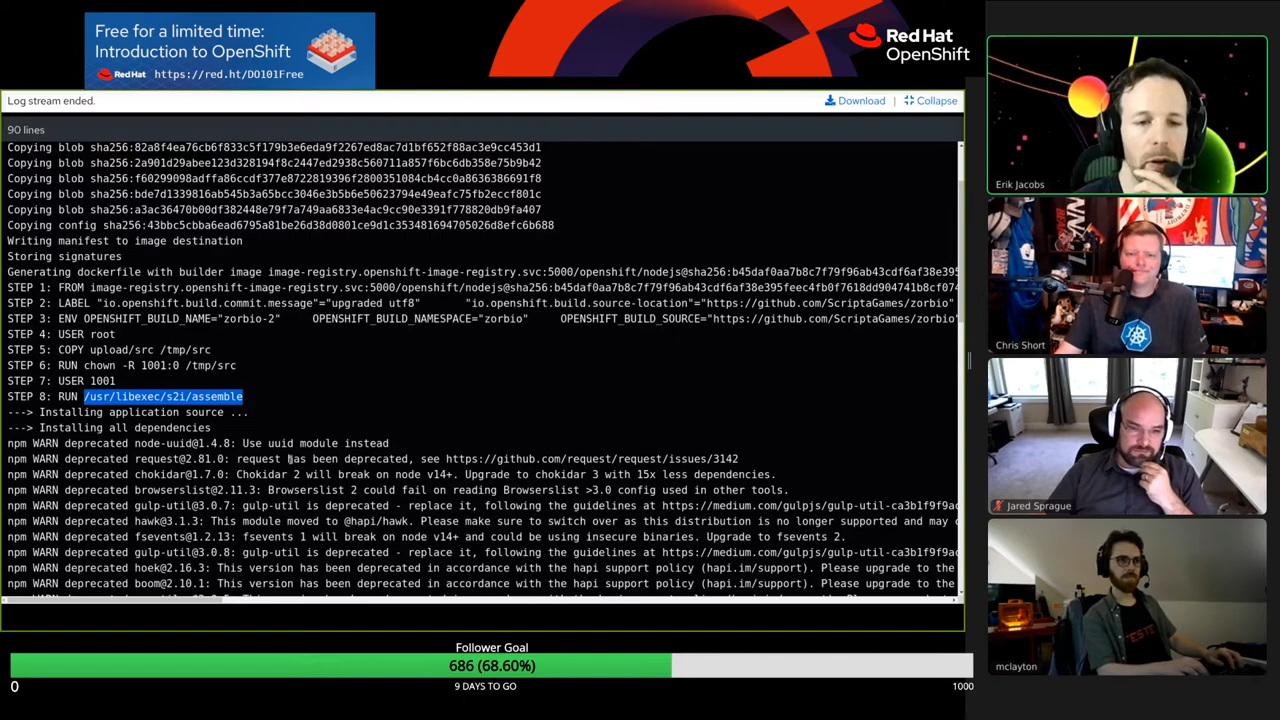 Free for a limited time:
Introduction to OpenShift
Red Hat https://red.ht/DO101Free
Red Hat
OpenShift
Log stream ended.
Download | Collapse
90 lines
Copying blob sha256:82a8f4ea76cb6f833c5f179b3e6eda9f2267ed8ac7d1bf652f88ac3e9cc453d1
Copying blob sha256:2a901d29abee123d328194f8c2447ed2938c560711a857f6bc6db358e75b9b42
Copying blob sha256:f60299098adffa86ccdf377e8722819396f2800351084cb4cc0a8636386691f8
Copying blob sha256:bde7d1339816ab545b3a65bcc3046e3b5b6e50623794e49eafc75fb2eccf801c
Copying blob sha256:a3ac36470b00df382448e79f7a749aa6833e4ac9cc90e3391f778820db9fa407
Copying config sha256:43bbc5cbba6ead6795a81be26d38d0801ce9d1c353481694705026d8efc6b688
Writing manifest to image destination
Storing signatures
Generating dockerfile with builder image image-registry.openshift-image-registry.svc:5000/openshift/nodejs@sha256:b45daf0aa7b8c7f79f96ab43cdf6af38e395
STEP 1: FROM image-registry.openshift-image-registry.svc:5000/openshift/nodejs@sha256:b45daf0aa7b8c7f79f96ab43cdf6af38e395feec4fb0f7618dd904741b8cf074
STEP 2: LABEL "io.openshift.build.commit.message"="upgraded utf8" "io.openshift.build.source-location"="https://github.com/ScriptaGames/zorbio"
STEP 3: ENV OPENSHIFT_BUILD_NAME="zorbio-2" OPENSHIFT_BUILD_NAMESPACE="zorbio" OPENSHIFT_BUILD_SOURCE="https://github.com/ScriptaGames/zorbio"
STEP 4: USER root
STEP 5: COPY upload/src /tmp/src
STEP 6: RUN chown -R 1001:0 /tmp/src
STEP 7: USER 1001
STEP 8: RUN /usr/libexec/s2i/assemble
---> Installing application source ...
---> Installing all dependencies
npm WARN deprecated node-uuid@1.4.8: Use uuid module instead
npm WARN deprecated request@2.81.0: request has been deprecated, see https://github.com/request/request/issues/3142
npm WARN deprecated chokidar@1.7.0: Chokidar 2 will break on node v14+. Upgrade to chokidar 3 with 15x less dependencies.
npm WARN deprecated browserslist@2.11.3: Browserslist 2 could fail on reading Browserslist >3.0 config used in other tools.
npm WARN deprecated gulp-util@3.0.7: gulp-util is deprecated - replace it, following the guidelines at https://medium.com/gulpjs/gulp-util-ca3b1f9f9ac
npm WARN deprecated hawk@3.1.3: This module moved to @hapi/hawk. Please make sure to switch over as this distribution is no longer supported and may c
npm WARN deprecated fsevents@1.2.13: fsevents 1 will break on node v14+ and could be using insecure binaries. Upgrade to fsevents 2.
npm WARN deprecated gulp-util@3.0.8: gulp-util is deprecated - replace it, following the guidelines at https://medium.com/gulpjs/gulp-util-ca3b1f9f9ac
npm WARN deprecated hoek@2.16.3: This version has been deprecated in accordance with the hapi support policy (hapi.im/support). Please upgrade to the
npm WARN deprecated boom@2.10.1: This version has been deprecated in accordance with the hapi support policy (hapi.im/support). Please upgrade to the
Erik Jacobs
Chris Short
Jared Sprague
mclayton
Follower Goal
686 (68.60%)
0
9 DAYS TO GO
1000